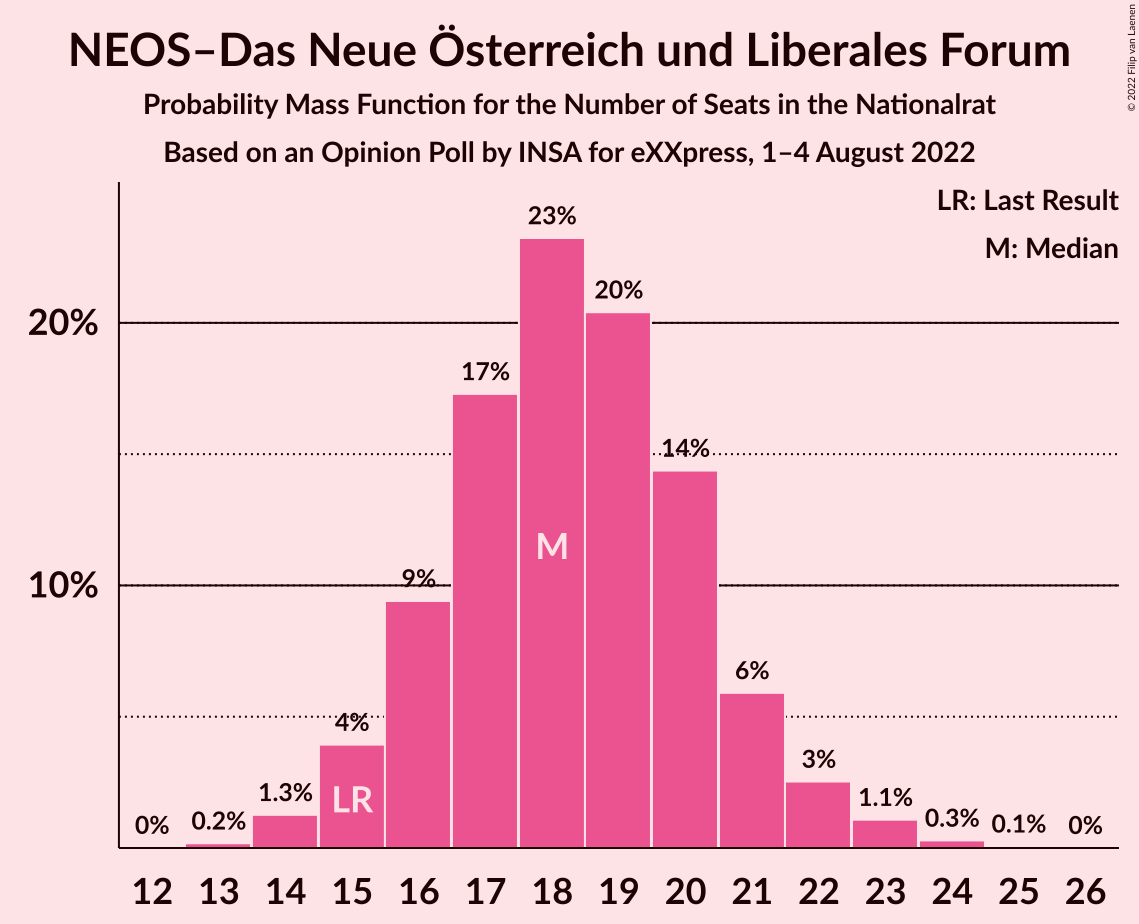 NEOS–Das Neue Österreich und Liberales Forum
Probability Mass Function for the Number of Seats in the Nationalrat
Based on an Opinion Poll by INSA for eXXpress, 1–4 August 2022
© 2022 Filip van Laenen
LR: Last Result
M: Median
20%
10%
0%
0.2%
1.3%
4%
9%
17%
23%
20%
14%
6%
3%
1.1%
0.3%
0.1%
0%
LR
M
12 13 14 15 16 17 18 19 20 21 22 23 24 25 26